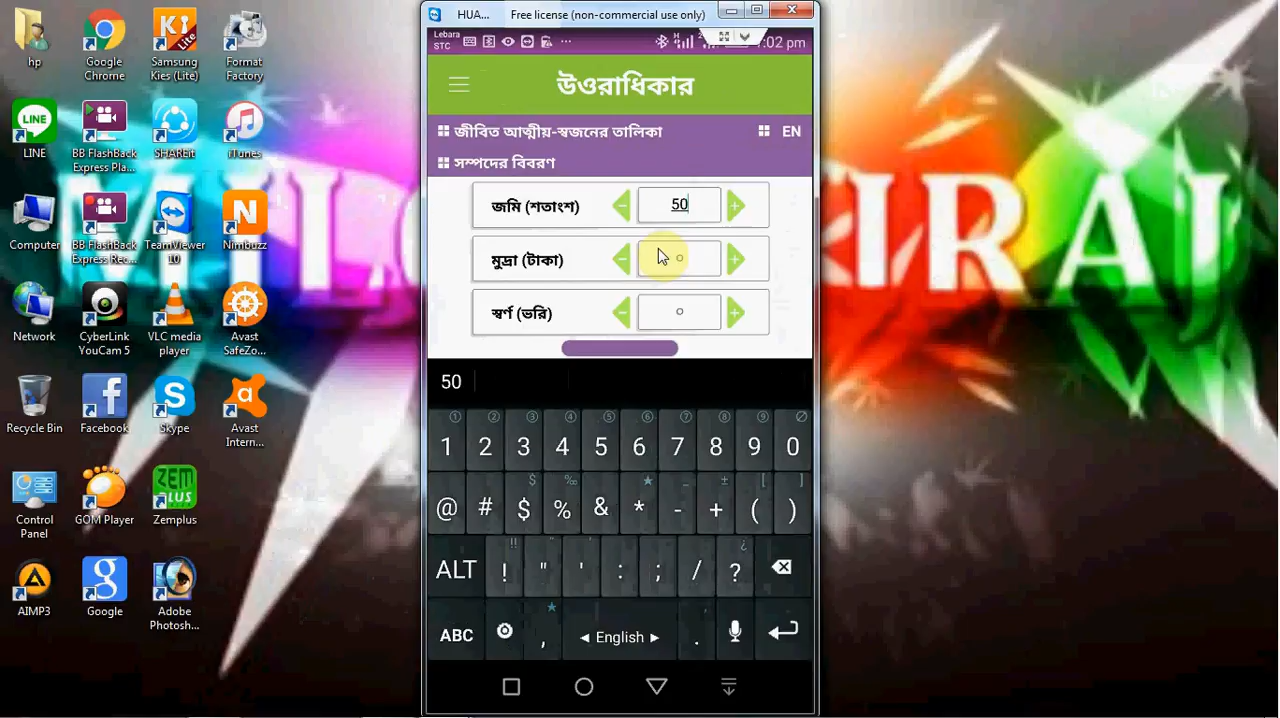 HUA...
Free license (non-commercial use only)
Lebara
STC
:02 pm
উওরাধিকার
জীবিত আত্মীয়-স্বজনের তালিকা
EN
সম্পদের বিবরণ
জমি (শতাংশ)
50
মুদ্রা (টাকা)
০
স্বর্ণ (ভরি)
০
50
1 2 3 4 5 6 7 8 9 0
@ # $ % & * - + ( )
ALT ! " ' : ; / ?
ABC , English .
hp
Google
Chrome
Samsung
Kies (Lite)
Format
Factory
LINE
BB FlashBack
Express Pla...
SHAREit
iTunes
Computer
BB FlashBack
Express Rec...
TeamViewer
10
Nimbuzz
Network
CyberLink
YouCam 5
VLC media
player
Avast
SafeZo...
Recycle Bin
Facebook
Skype
Avast
Intern...
Control
Panel
GOM Player
Zemplus
AIMP3
Google
Adobe
Photosh...